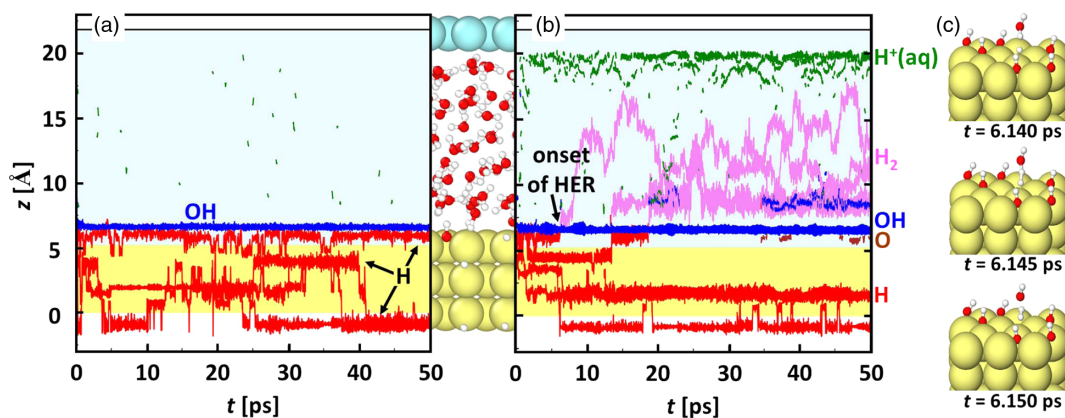 (a)
(b)
(c)
z [Å]
20
15
10
5
0
OH
H
0 10 20 30 40 50
t [ps]
onset
of HER
H⁺(aq)
H₂
OH
O
H
0 10 20 30 40 50
t [ps]
t = 6.140 ps
t = 6.145 ps
t = 6.150 ps